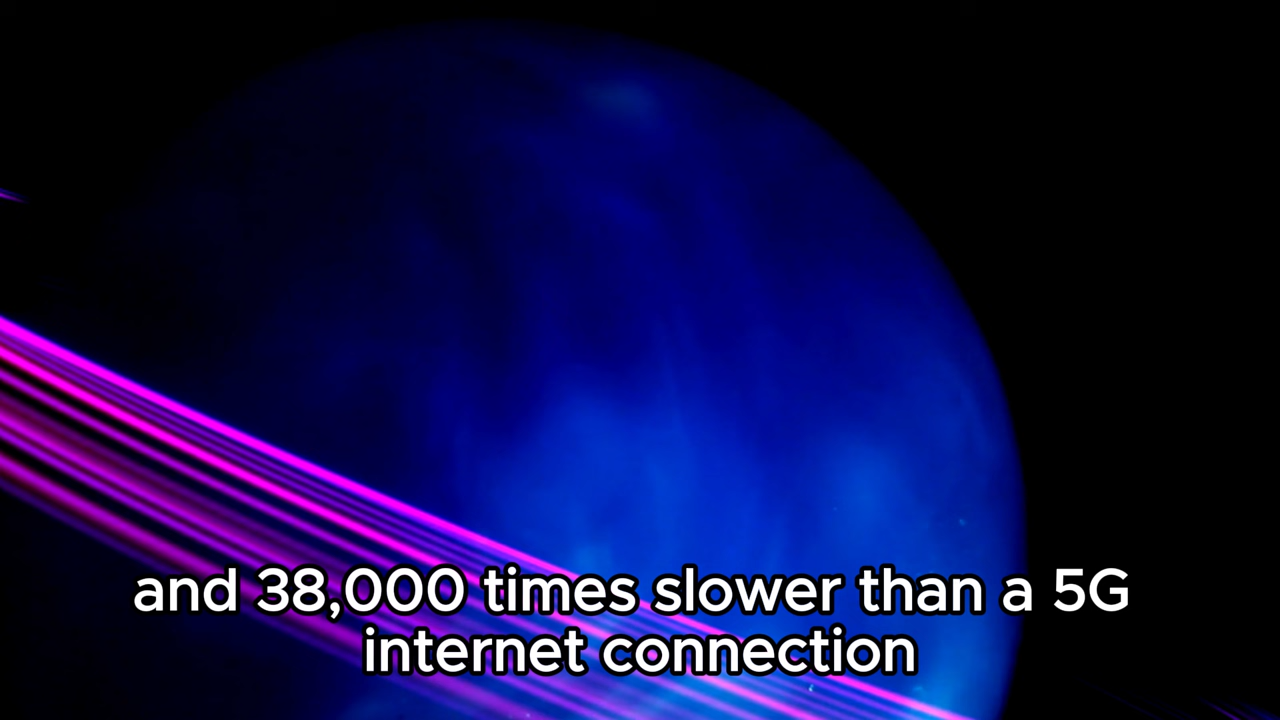 and 38,000 times slower than a 5G
internet connection